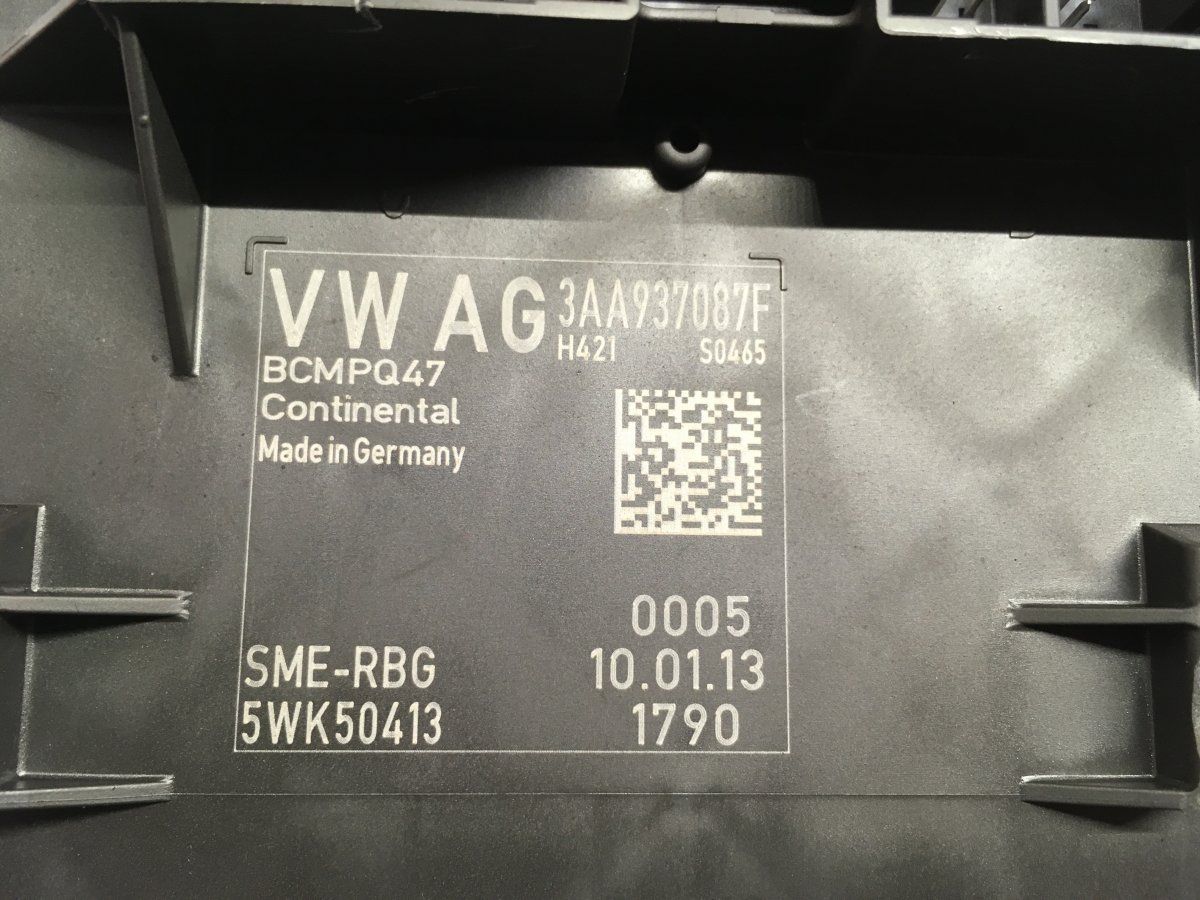 VW AG 3AA937087F
H421 S0465
BCMPQ47
Continental
Made in Germany
0005
SME-RBG 10.01.13
5WK50413 1790